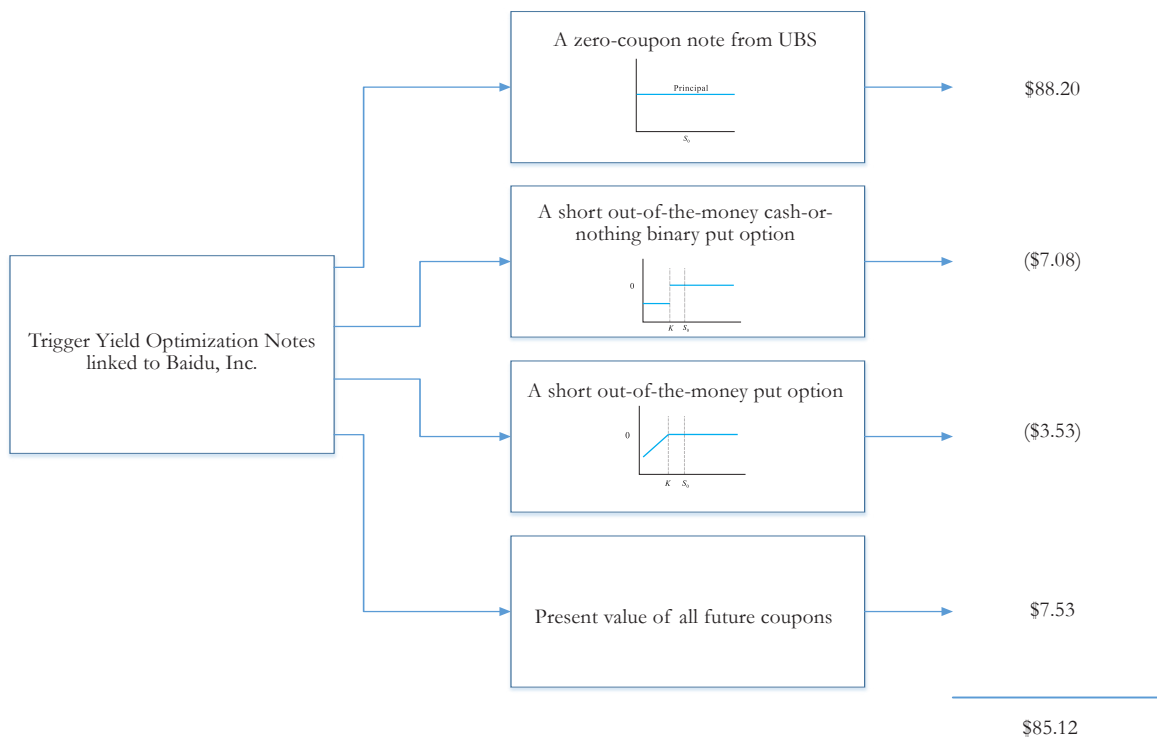 A zero-coupon note from UBS
Principal
S₀
$88.20
A short out-of-the-money cash-or-
nothing binary put option
0
K S₀
($7.08)
Trigger Yield Optimization Notes
linked to Baidu, Inc.
A short out-of-the-money put option
0
K S₀
($3.53)
Present value of all future coupons
$7.53
$85.12